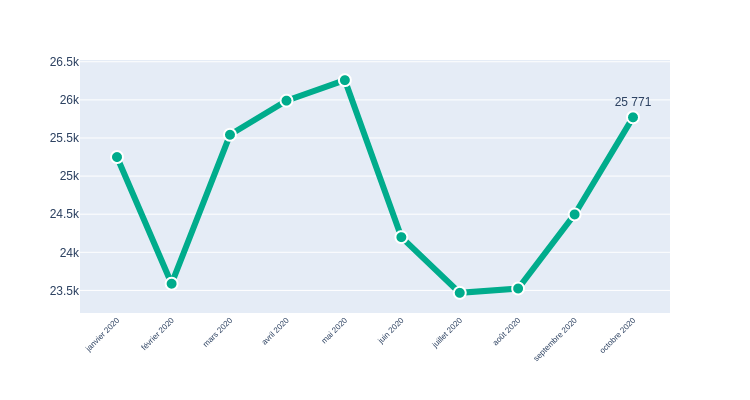 26.5k
26k
25.5k
25k
24.5k
24k
23.5k
25 771
janvier 2020
février 2020
mars 2020
avril 2020
mai 2020
juin 2020
juillet 2020
août 2020
septembre 2020
octobre 2020